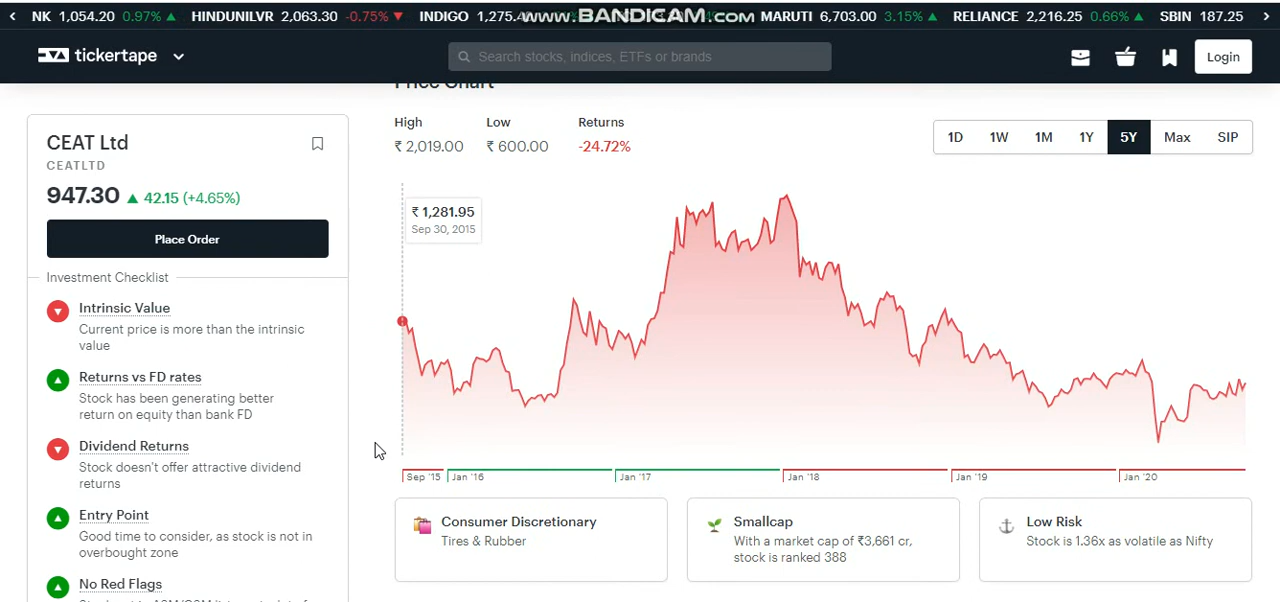 NK 1,054.20 0.97% ▲ HINDUNILVR 2,063.30 -0.75% ▼ INDIGO 1,275. www.BANDICAM.com MARUTI 6,703.00 3.15% ▲ RELIANCE 2,216.25 0.66% ▲ SBIN 187.25
tickertape
Search stocks, indices, ETFs or brands
Login
Price Chart
CEAT Ltd
CEATLTD
947.30 ▲ 42.15 (+4.65%)
Place Order
Investment Checklist
Intrinsic Value
Current price is more than the intrinsic
value
Returns vs FD rates
Stock has been generating better
return on equity than bank FD
Dividend Returns
Stock doesn't offer attractive dividend
returns
Entry Point
Good time to consider, as stock is not in
overbought zone
No Red Flags
High Low Returns
₹ 2,019.00 ₹ 600.00 -24.72%
1D 1W 1M 1Y 5Y Max SIP
₹ 1,281.95
Sep 30, 2015
Sep '15 Jan '16 Jan '17 Jan '18 Jan '19 Jan '20
Consumer Discretionary
Tires & Rubber
Smallcap
With a market cap of ₹3,661 cr,
stock is ranked 388
Low Risk
Stock is 1.36x as volatile as Nifty